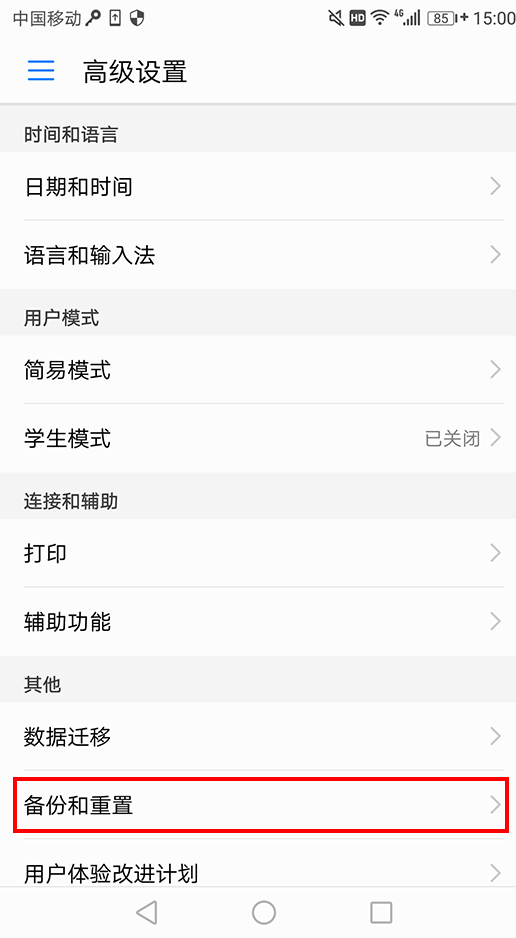 中国移动 HD 4G 85 15:00
高级设置
时间和语言
日期和时间
语言和输入法
用户模式
简易模式
学生模式 已关闭
连接和辅助
打印
辅助功能
其他
数据迁移
备份和重置
用户体验改进计划